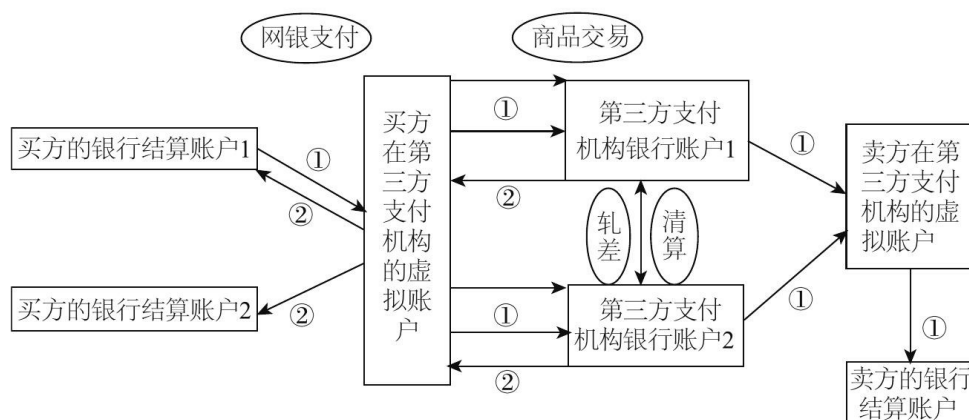 网银支付
商品交易
买方的银行结算账户1
①
②
买方的银行结算账户2
②
买方
在第
三方
支付
机构
的虚
拟账
户
①
②
①
②
第三方支付
机构银行账户1
轧差
清算
第三方支付
机构银行账户2
①
①
卖方在第
三方支付
机构的虚
拟账户
①
卖方的银行
结算账户